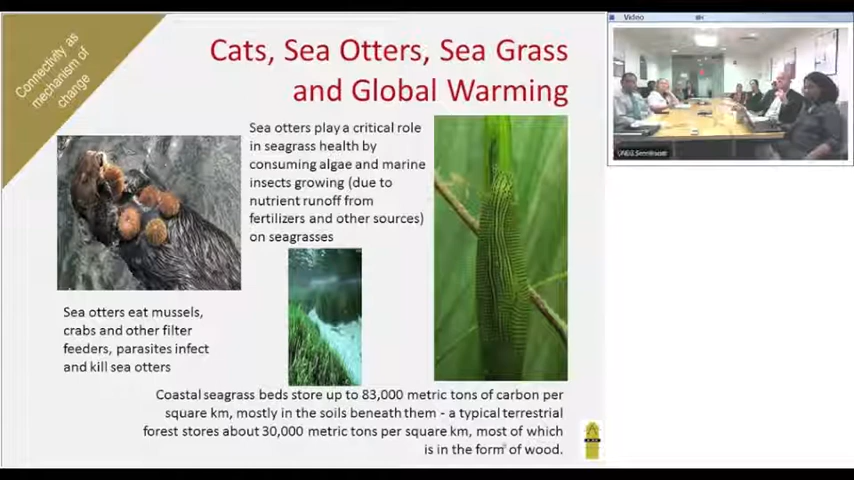 Connectivity as
mechanism of
change
Cats, Sea Otters, Sea Grass
and Global Warming
Sea otters play a critical role
in seagrass health by
consuming algae and marine
insects growing (due to
nutrient runoff from
fertilizers and other sources)
on seagrasses
Sea otters eat mussels,
crabs and other filter
feeders, parasites infect
and kill sea otters
Coastal seagrass beds store up to 83,000 metric tons of carbon per
square km, mostly in the soils beneath them - a typical terrestrial
forest stores about 30,000 metric tons per square km, most of which
is in the form of wood.
Video